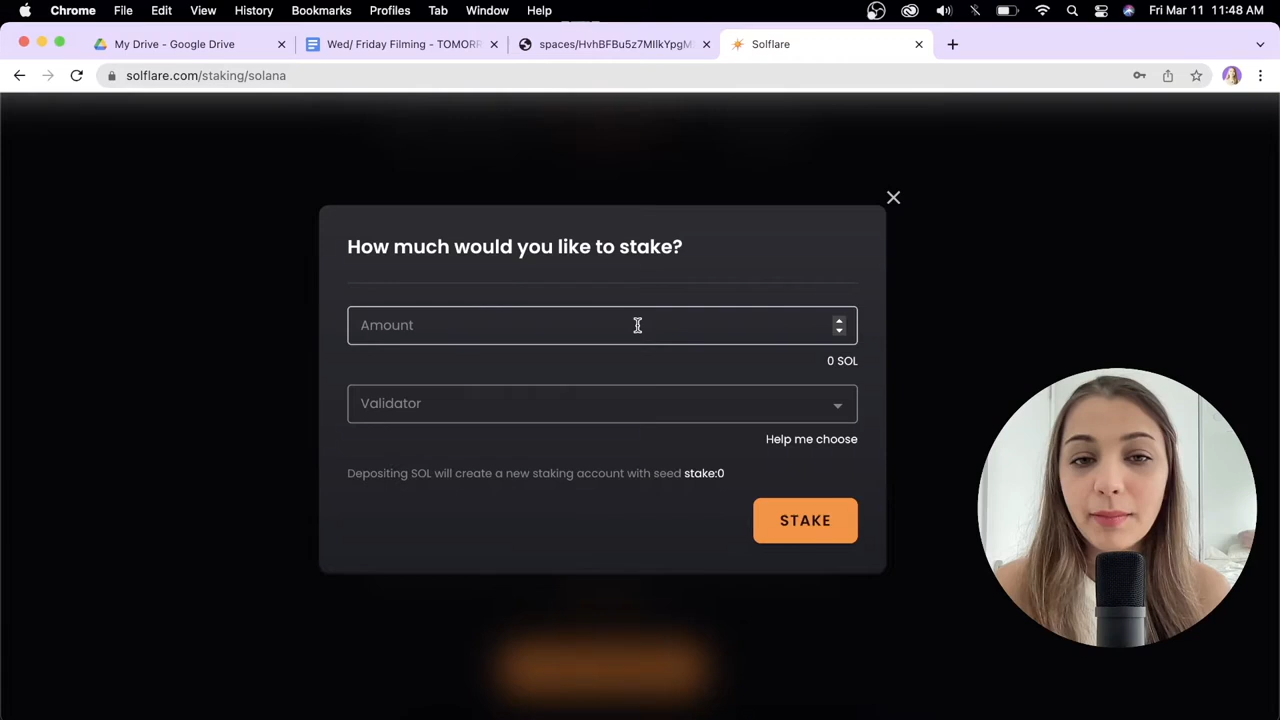 Chrome File Edit View History Bookmarks Profiles Tab Window Help Fri Mar 11 11:48 AM
My Drive - Google Drive Wed/ Friday Filming - TOMORR Solflare
solflare.com/staking/solana
How much would you like to stake?
Amount
0 SOL
Validator
Help me choose
Depositing SOL will create a new staking account with seed stake:0
STAKE